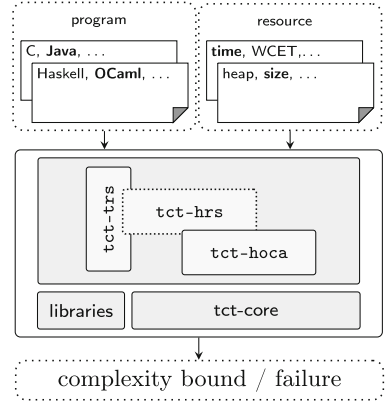 program
resource
C, Java, ...
time, WCET,...
Haskell, OCaml, ...
heap, size, ...
tct-trs
tct-hrs
tct-hoca
libraries
tct-core
complexity bound / failure